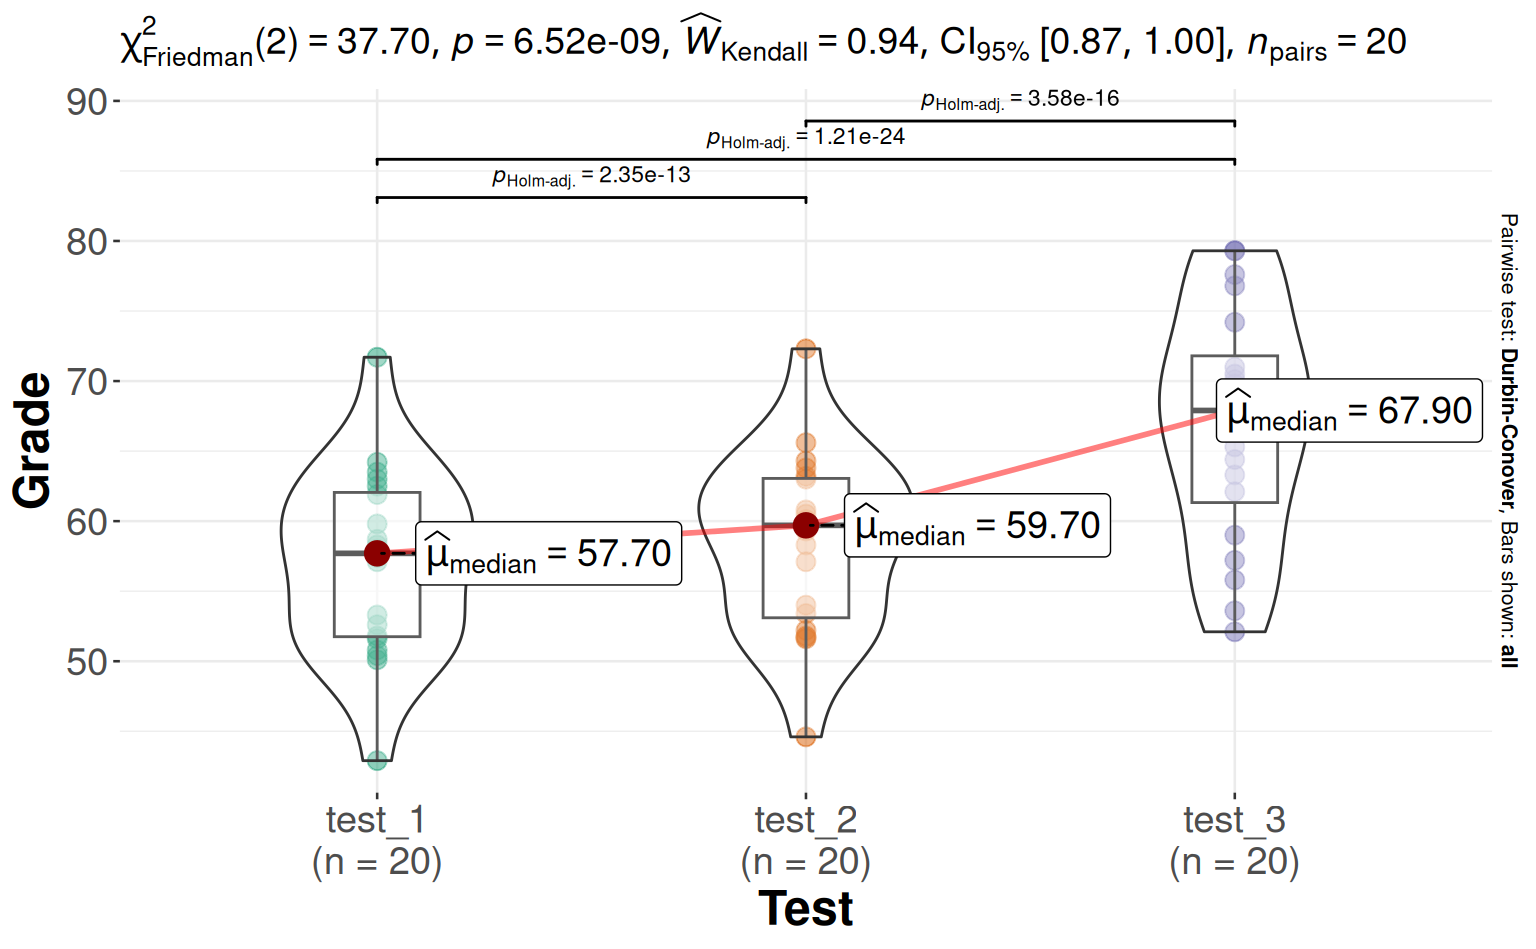 χ²Friedman(2) = 37.70, p = 6.52e-09, ŴKendall = 0.94, CI95% [0.87, 1.00], npairs = 20
90
pHolm-adj. = 3.58e-16
pHolm-adj. = 1.21e-24
pHolm-adj. = 2.35e-13
80
70
60
50
Grade
μ̂median = 57.70
μ̂median = 59.70
μ̂median = 67.90
Pairwise test: Durbin-Conover, Bars shown: all
test_1
(n = 20)
test_2
(n = 20)
test_3
(n = 20)
Test